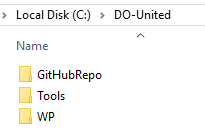 Local Disk (C:) > DO-United
Name
GitHubRepo
Tools
WP